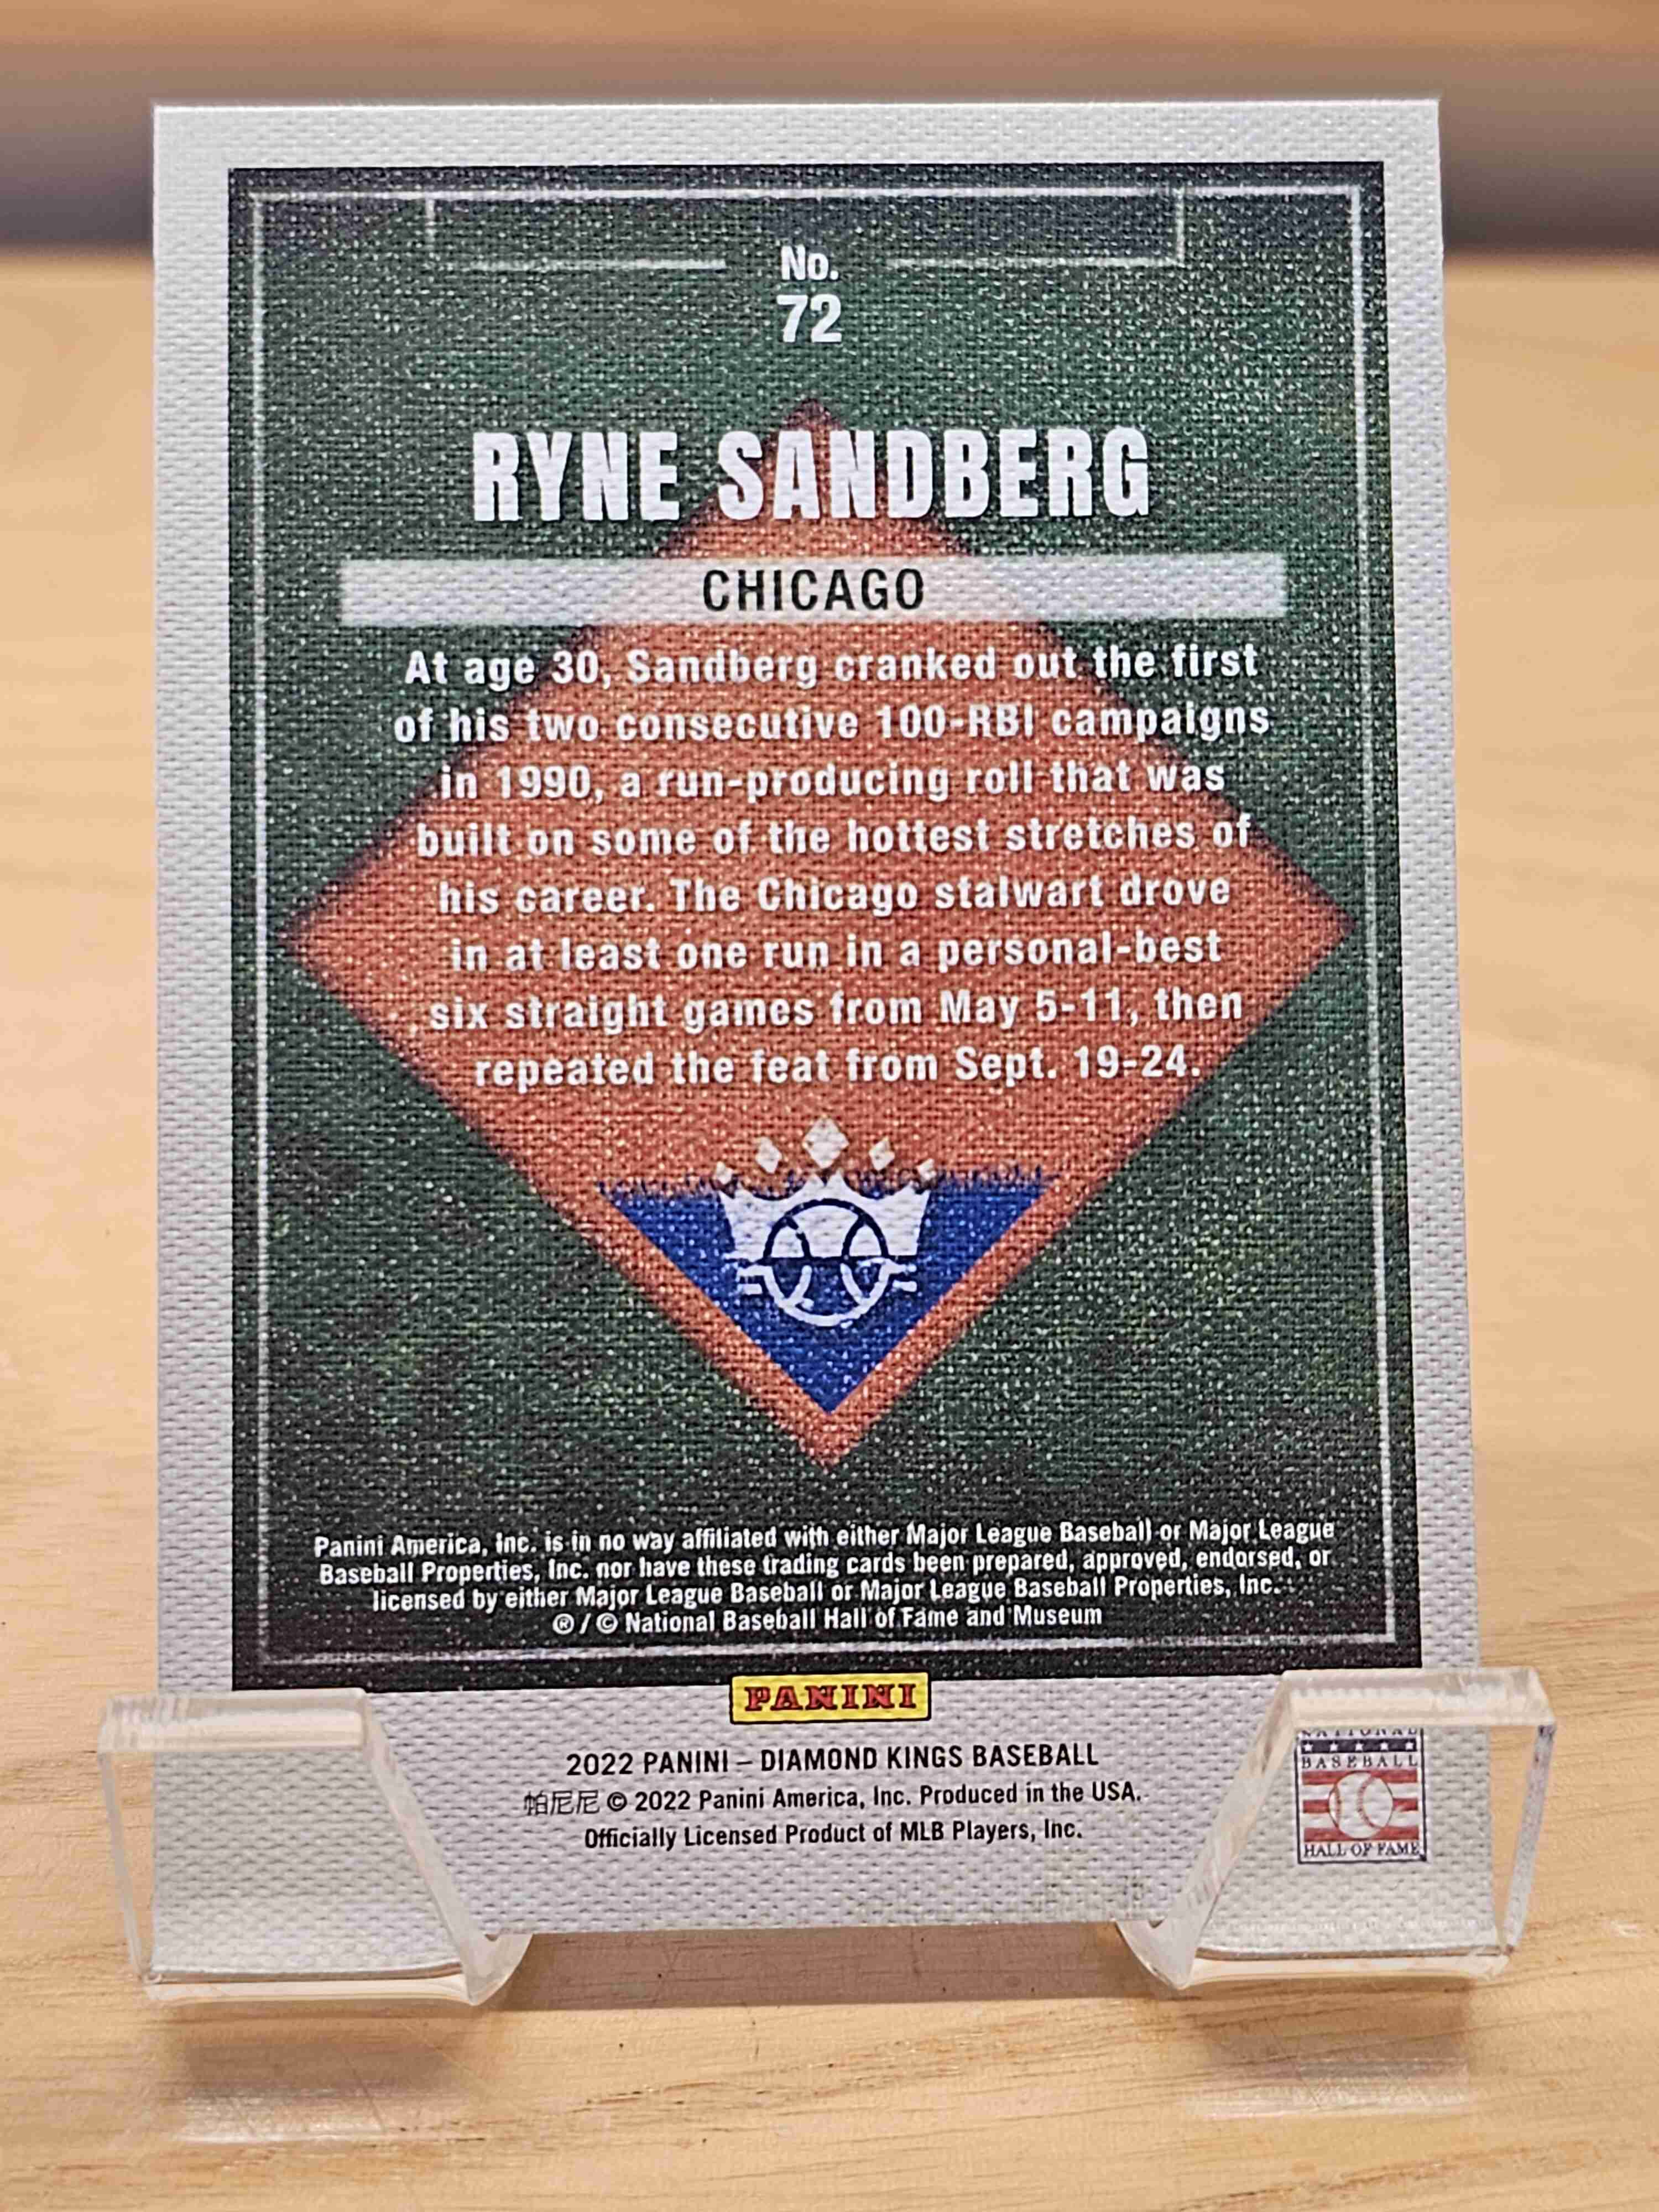 No.
72
RYNE SANDBERG
CHICAGO
At age 30, Sandberg cranked out the first
of his two consecutive 100-RBI campaigns
in 1990, a run-producing roll that was
built on some of the hottest stretches of
his career. The Chicago stalwart drove
in at least one run in a personal-best
six straight games from May 5-11, then
repeated the feat from Sept. 19-24.
Panini America, Inc. is in no way affiliated with either Major League Baseball or Major League
Baseball Properties, Inc. nor have these trading cards been prepared, approved, endorsed, or
licensed by either Major League Baseball or Major League Baseball Properties, Inc.
® / © National Baseball Hall of Fame and Museum
PANINI
2022 PANINI – DIAMOND KINGS BASEBALL
帕尼尼 © 2022 Panini America, Inc. Produced in the USA.
Officially Licensed Product of MLB Players, Inc.
NATIONAL
BASEBALL
HALL OF FAME